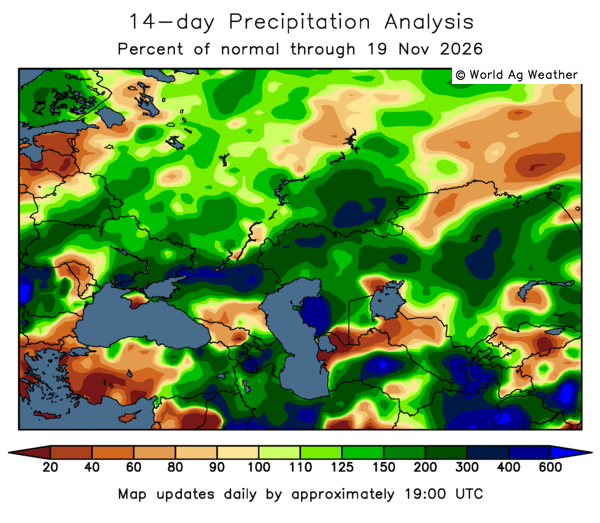 14-day Precipitation Analysis
Percent of normal through 19 Nov 2026
© World Ag Weather
20 40 60 80 90 100 110 125 150 200 300 400 600
Map updates daily by approximately 19:00 UTC